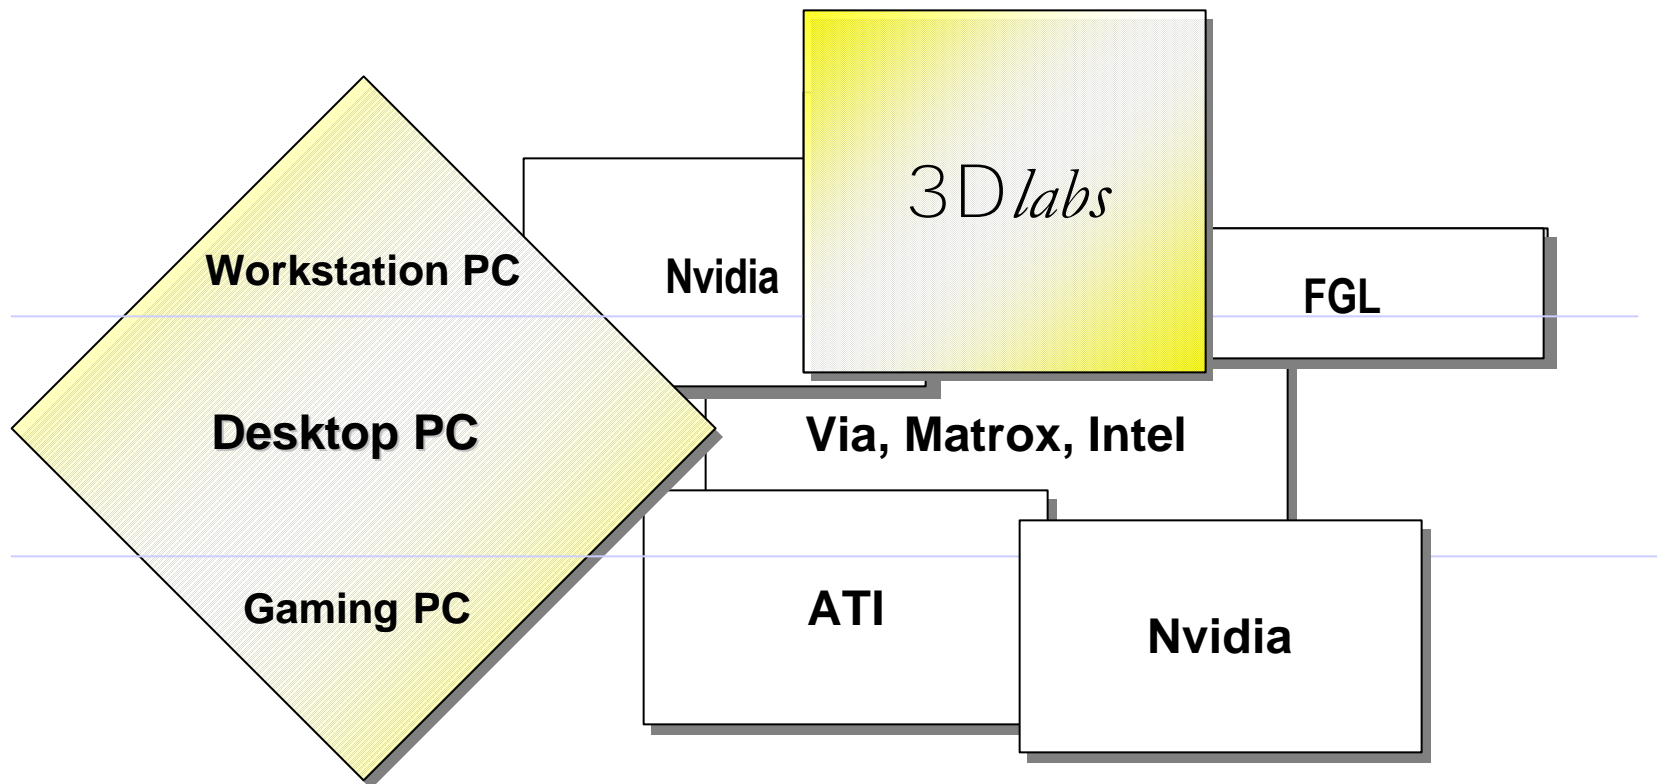 3Dlabs
Workstation PC
Nvidia
FGL
Desktop PC
Via, Matrox, Intel
Gaming PC
ATI
Nvidia